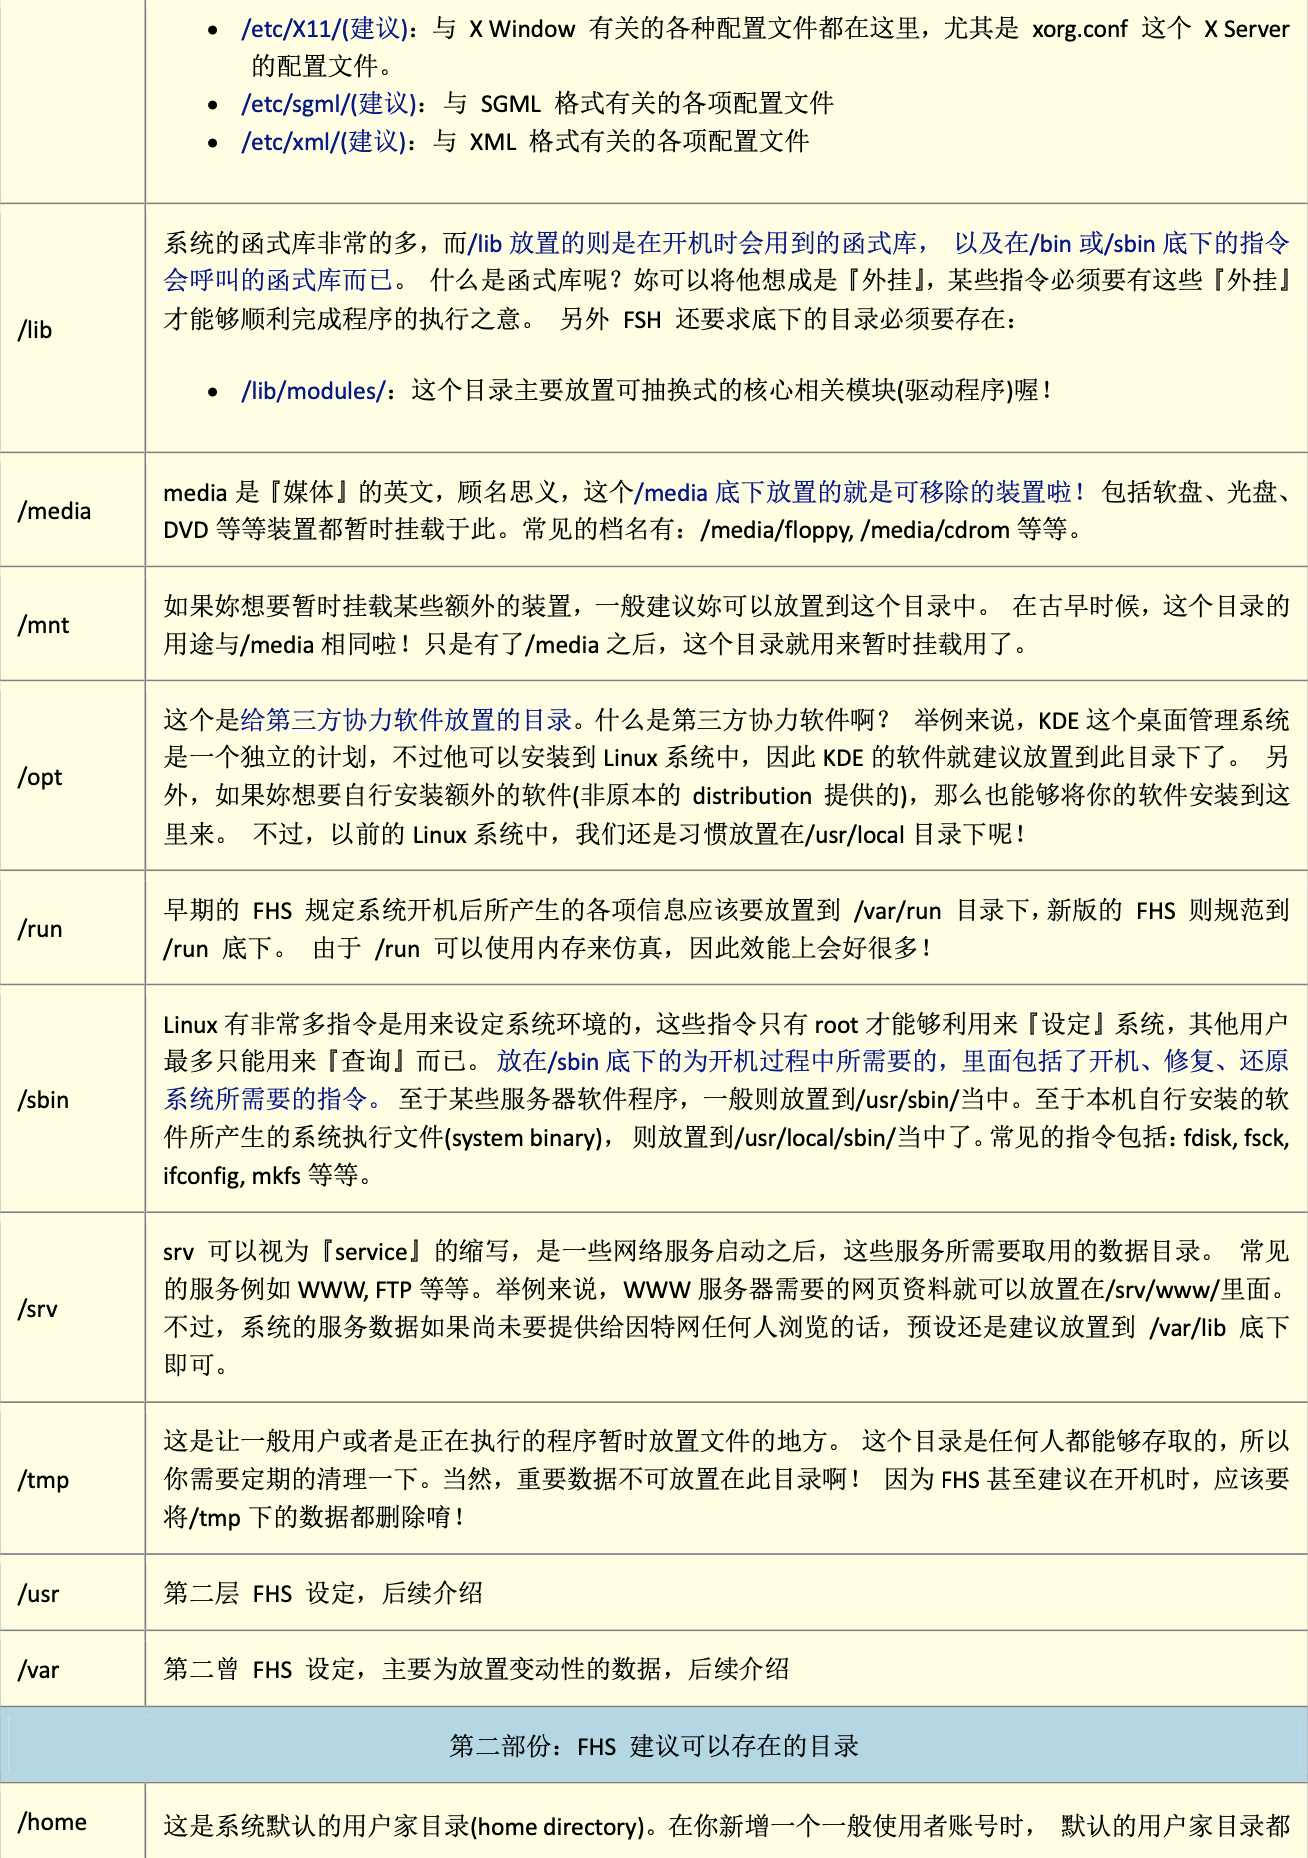 • /etc/X11/(建议)：与 X Window 有关的各种配置文件都在这里，尤其是 xorg.conf 这个 X Server
的配置文件。
• /etc/sgml/(建议)：与 SGML 格式有关的各项配置文件
• /etc/xml/(建议)：与 XML 格式有关的各项配置文件
/lib
系统的函式库非常的多，而/lib 放置的则是在开机时会用到的函式库， 以及在/bin 或/sbin 底下的指令
会呼叫的函式库而已。 什么是函式库呢？妳可以将他想成是『外挂』，某些指令必须要有这些『外挂』
才能够顺利完成程序的执行之意。 另外 FSH 还要求底下的目录必须要存在：
• /lib/modules/：这个目录主要放置可抽换式的核心相关模块(驱动程序)喔！
/media
media 是『媒体』的英文，顾名思义，这个/media 底下放置的就是可移除的装置啦！ 包括软盘、光盘、
DVD 等等装置都暂时挂载于此。常见的档名有：/media/floppy, /media/cdrom 等等。
/mnt
如果妳想要暂时挂载某些额外的装置，一般建议妳可以放置到这个目录中。 在古早时候，这个目录的
用途与/media 相同啦！只是有了/media 之后，这个目录就用来暂时挂载用了。
/opt
这个是给第三方协力软件放置的目录。什么是第三方协力软件啊？ 举例来说，KDE 这个桌面管理系统
是一个独立的计划，不过他可以安装到 Linux 系统中，因此 KDE 的软件就建议放置到此目录下了。 另
外，如果妳想要自行安装额外的软件(非原本的 distribution 提供的)，那么也能够将你的软件安装到这
里来。 不过，以前的 Linux 系统中，我们还是习惯放置在/usr/local 目录下呢！
/run
早期的 FHS 规定系统开机后所产生的各项信息应该要放置到 /var/run 目录下，新版的 FHS 则规范到
/run 底下。 由于 /run 可以使用内存来仿真，因此效能上会好很多！
/sbin
Linux 有非常多指令是用来设定系统环境的，这些指令只有 root 才能够利用来『设定』系统，其他用户
最多只能用来『查询』而已。 放在/sbin 底下的为开机过程中所需要的，里面包括了开机、修复、还原
系统所需要的指令。 至于某些服务器软件程序，一般则放置到/usr/sbin/当中。至于本机自行安装的软
件所产生的系统执行文件(system binary)， 则放置到/usr/local/sbin/当中了。常见的指令包括：fdisk, fsck,
ifconfig, mkfs 等等。
/srv
srv 可以视为『service』的缩写，是一些网络服务启动之后，这些服务所需要取用的数据目录。 常见
的服务例如 WWW, FTP 等等。举例来说，WWW 服务器需要的网页资料就可以放置在/srv/www/里面。
不过，系统的服务数据如果尚未要提供给因特网任何人浏览的话，预设还是建议放置到 /var/lib 底下
即可。
/tmp
这是让一般用户或者是正在执行的程序暂时放置文件的地方。 这个目录是任何人都能够存取的，所以
你需要定期的清理一下。当然，重要数据不可放置在此目录啊！ 因为 FHS 甚至建议在开机时，应该要
将/tmp 下的数据都删除唷！
/usr
第二层 FHS 设定，后续介绍
/var
第二曾 FHS 设定，主要为放置变动性的数据，后续介绍
第二部份：FHS 建议可以存在的目录
/home
这是系统默认的用户家目录(home directory)。在你新增一个一般使用者账号时， 默认的用户家目录都